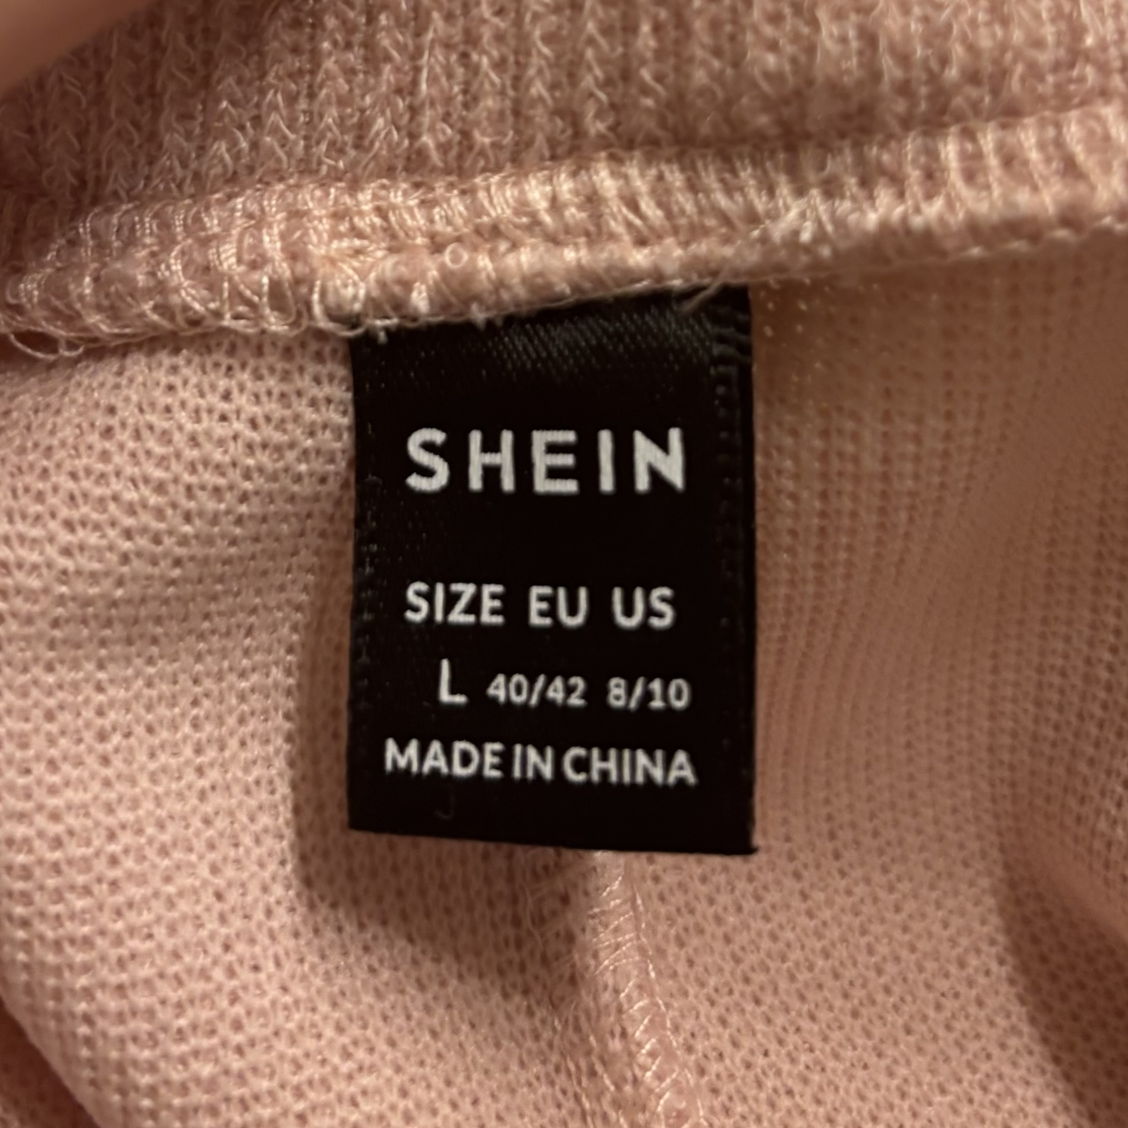 SHEIN
SIZE EU US
L 40/42 8/10
MADE IN CHINA